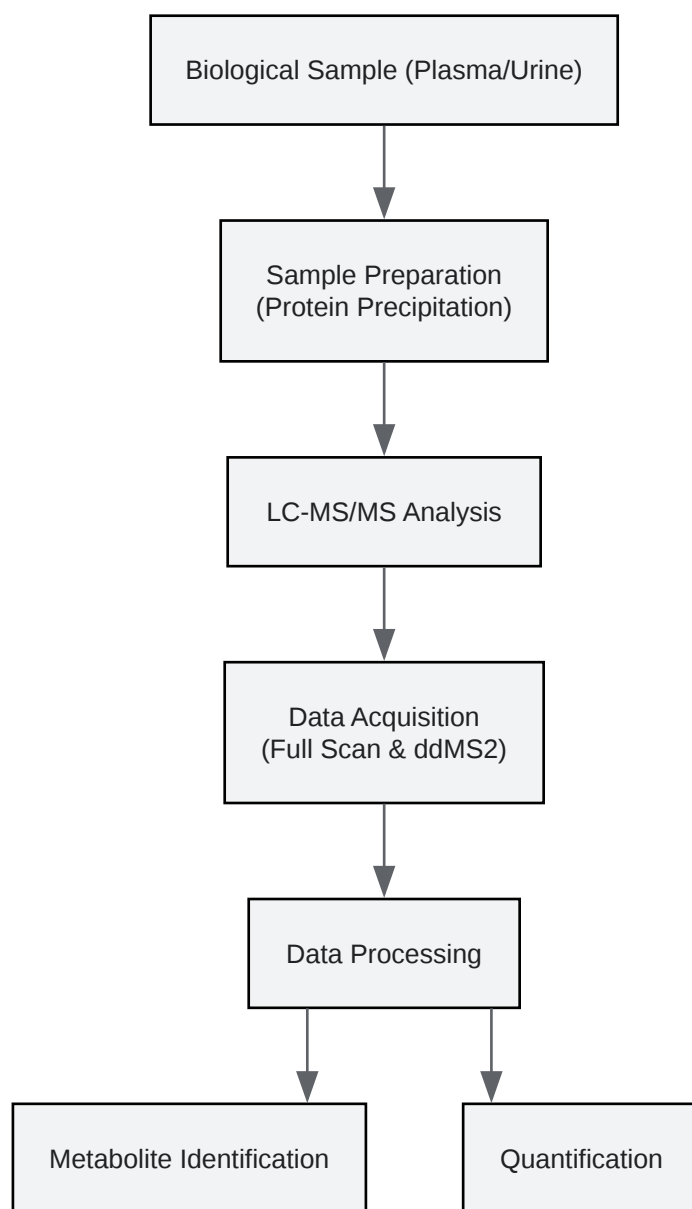 Biological Sample (Plasma/Urine)
Sample Preparation
(Protein Precipitation)
LC-MS/MS Analysis
Data Acquisition
(Full Scan & ddMS2)
Data Processing
Metabolite Identification
Quantification